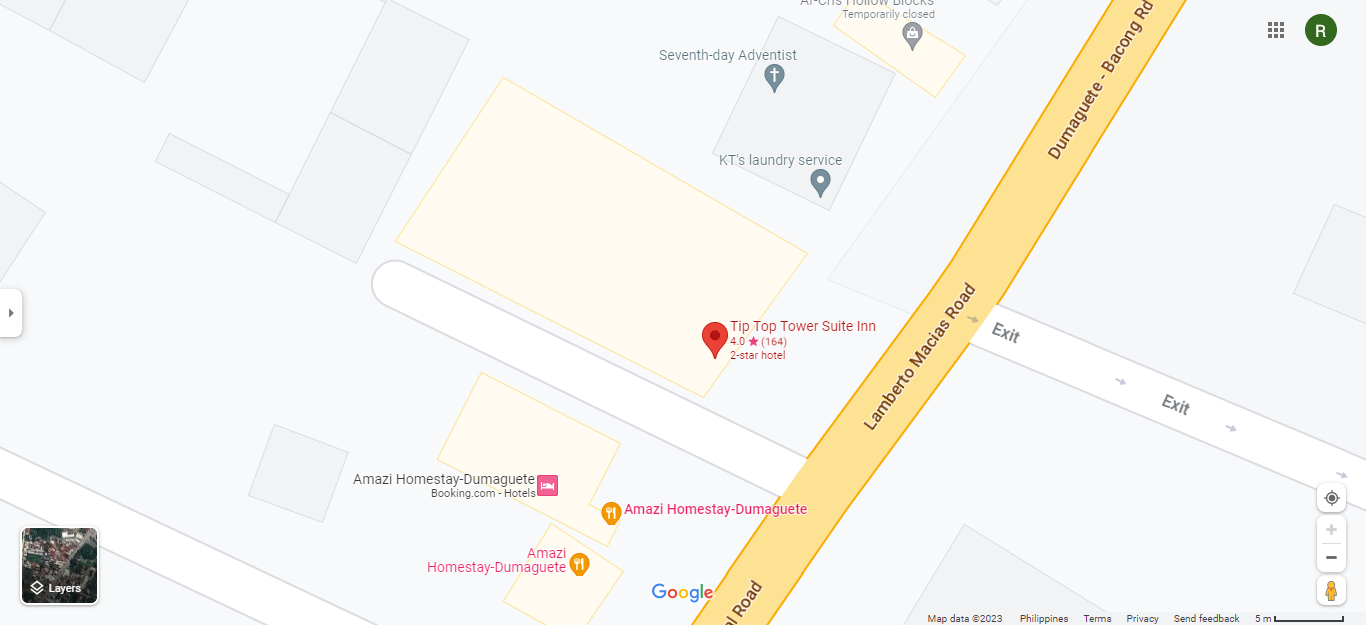 Ar-Cris Hollow Blocks
Temporarily closed
R
Seventh-day Adventist
Dumaguete - Bacong Rd
KT's laundry service
Tip Top Tower Suite Inn
4.0 ★ (164)
2-star hotel
Lamberto Macias Road
Exit
Exit
Amazi Homestay-Dumaguete
Booking.com - Hotels
Amazi Homestay-Dumaguete
Amazi
Homestay-Dumaguete
Layers
Google
al Road
Map data ©2023 Philippines Terms Privacy Send feedback 5 m